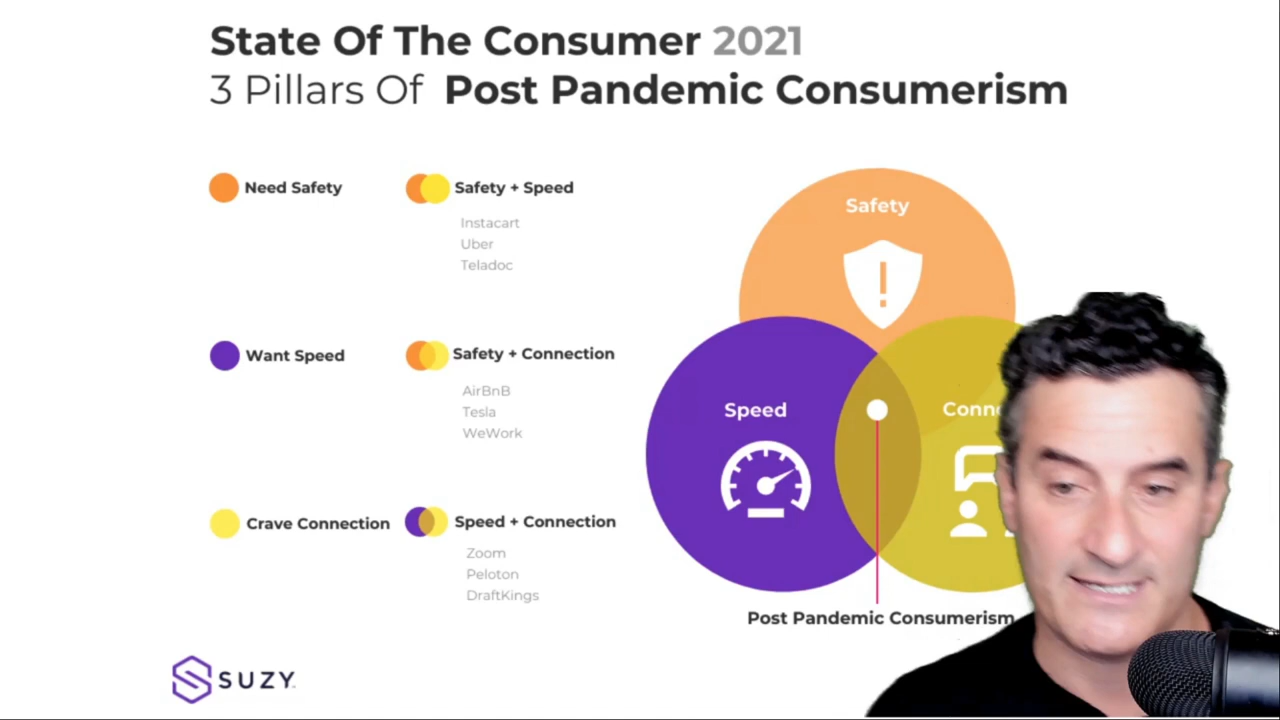 State Of The Consumer 2021
3 Pillars Of Post Pandemic Consumerism
Need Safety
Safety + Speed
Instacart
Uber
Teladoc
Want Speed
Safety + Connection
AirBnB
Tesla
WeWork
Crave Connection
Speed + Connection
Zoom
Peloton
DraftKings
Safety
Speed
Post Pandemic Consumerism
SUZY